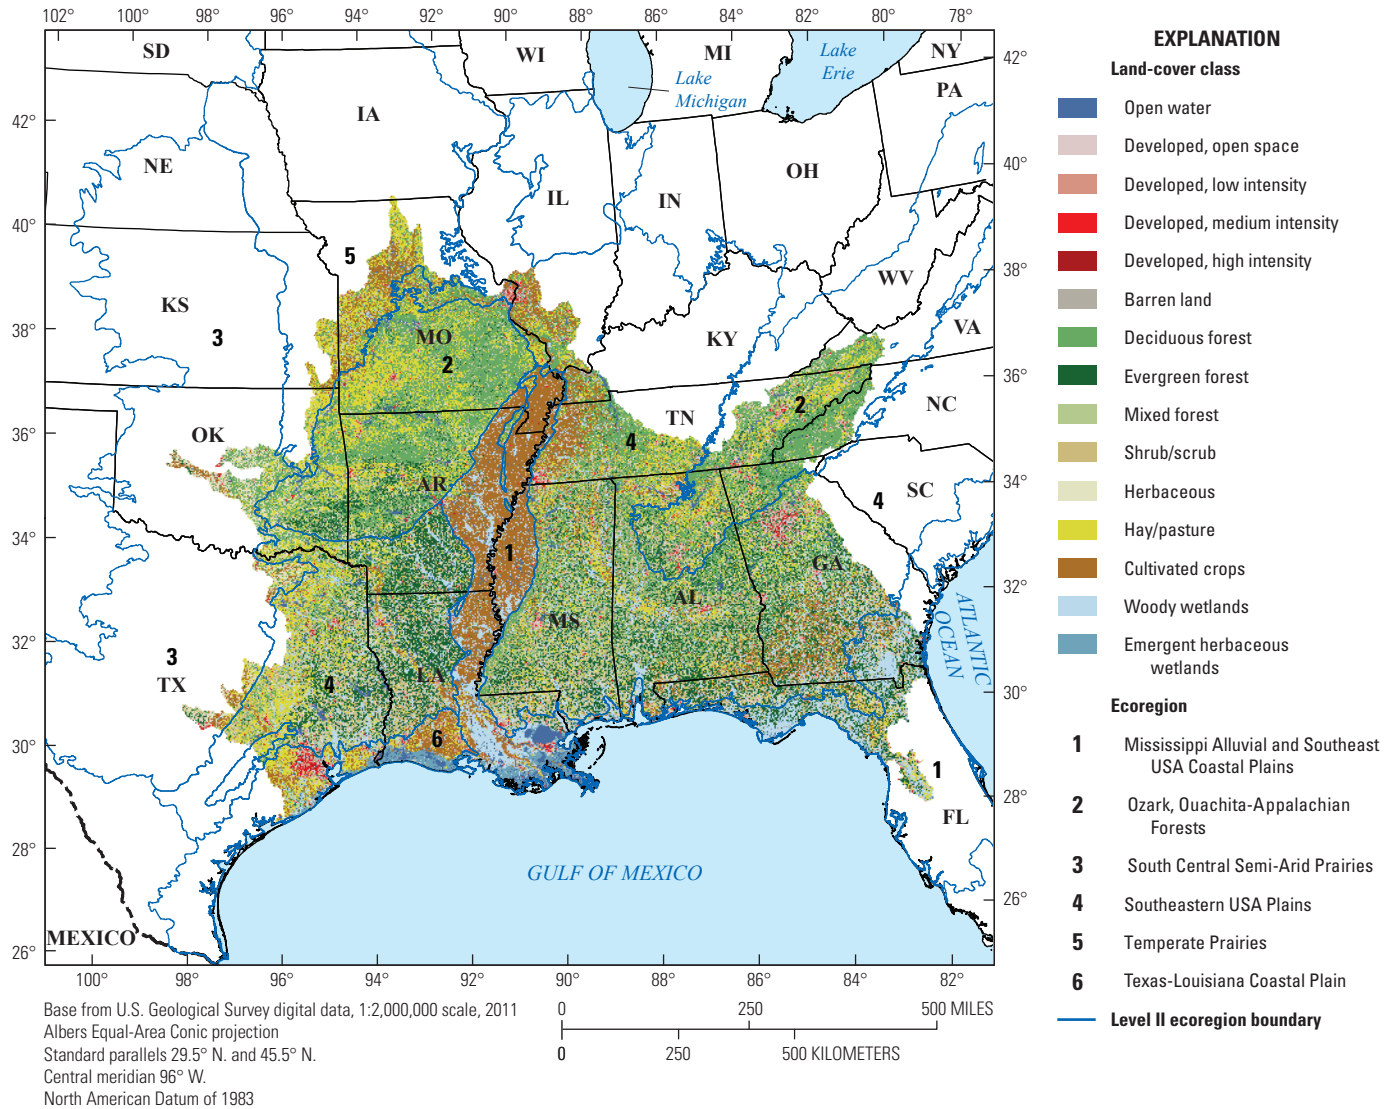 102°
100°
98°
96°
94°
92°
90°
88°
86°
84°
82°
80°
78°
SD
WI
MI
Lake
Erie
NY
42°
Lake
Michigan
PA
IA
42°
NE
OH
40°
IL
IN
40°
5
WV
38°
KS
3
VA
38°
MO
KY
2
36°
TN
2
NC
OK
36°
4
AR
SC
34°
4
34°
1
GA
32°
AL
MS
ATLANTIC
OCEAN
32°
3
TX
4
LA
30°
6
30°
1
28°
FL
28°
GULF OF MEXICO
26°
MEXICO
26°
100°
98°
96°
94°
92°
90°
88°
86°
84°
82°
Base from U.S. Geological Survey digital data, 1:2,000,000 scale, 2011
Albers Equal-Area Conic projection
Standard parallels 29.5° N. and 45.5° N.
Central meridian 96° W.
North American Datum of 1983
0
250
500 MILES
0
250
500 KILOMETERS
EXPLANATION
Land-cover class
Open water
Developed, open space
Developed, low intensity
Developed, medium intensity
Developed, high intensity
Barren land
Deciduous forest
Evergreen forest
Mixed forest
Shrub/scrub
Herbaceous
Hay/pasture
Cultivated crops
Woody wetlands
Emergent herbaceous
wetlands
Ecoregion
1 Mississippi Alluvial and Southeast
USA Coastal Plains
2 Ozark, Ouachita-Appalachian
Forests
3 South Central Semi-Arid Prairies
4 Southeastern USA Plains
5 Temperate Prairies
6 Texas-Louisiana Coastal Plain
Level II ecoregion boundary